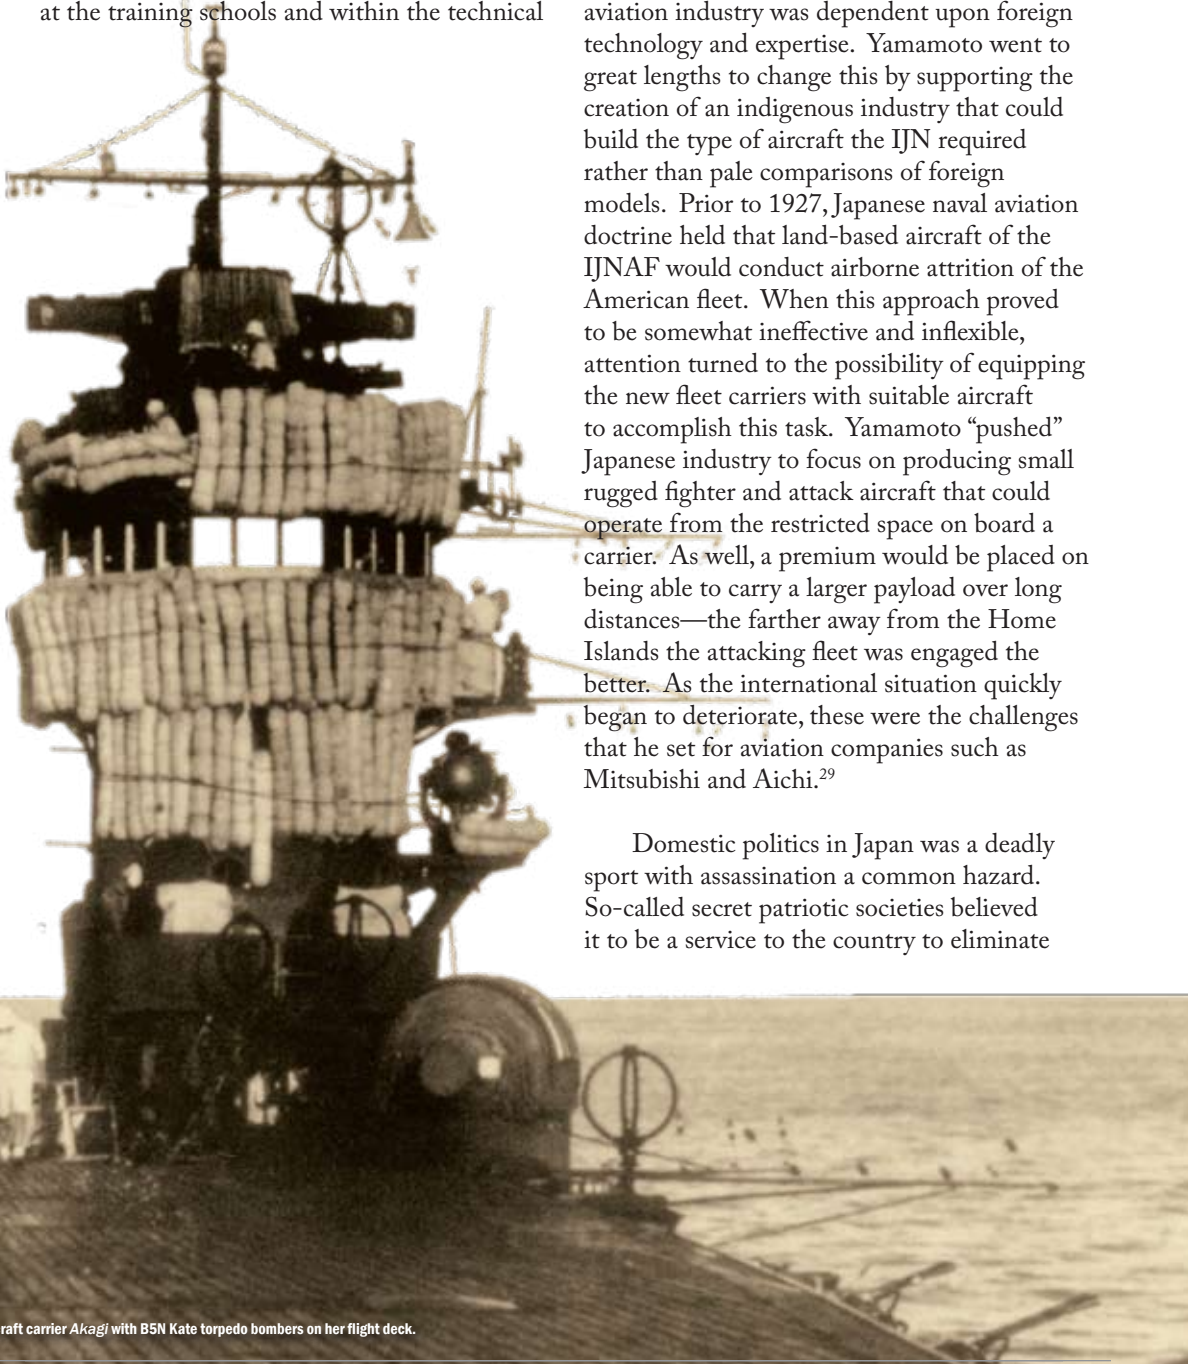 at the training schools and within the technical
aviation industry was dependent upon foreign
technology and expertise.  Yamamoto went to
great lengths to change this by supporting the
creation of an indigenous industry that could
build the type of aircraft the IJN required
rather than pale comparisons of foreign
models.  Prior to 1927, Japanese naval aviation
doctrine held that land-based aircraft of the
IJNAF would conduct airborne attrition of the
American fleet.  When this approach proved
to be somewhat ineffective and inflexible,
attention turned to the possibility of equipping
the new fleet carriers with suitable aircraft
to accomplish this task.  Yamamoto “pushed”
Japanese industry to focus on producing small
rugged fighter and attack aircraft that could
operate from the restricted space on board a
carrier.  As well, a premium would be placed on
being able to carry a larger payload over long
distances—the farther away from the Home
Islands the attacking fleet was engaged the
better.  As the international situation quickly
began to deteriorate, these were the challenges
that he set for aviation companies such as
Mitsubishi and Aichi.29
Domestic politics in Japan was a deadly
sport with assassination a common hazard.
So-called secret patriotic societies believed
it to be a service to the country to eliminate
raft carrier Akagi with B5N Kate torpedo bombers on her flight deck.